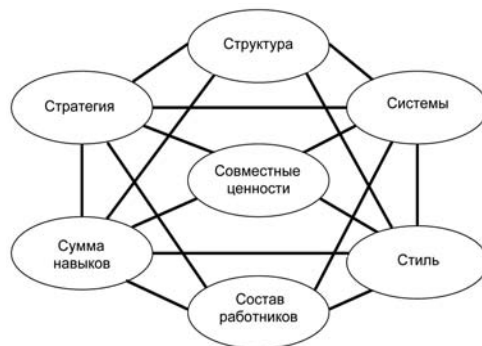 Структура
Стратегия
Системы
Совместные
ценности
Сумма
навыков
Стиль
Состав
работников